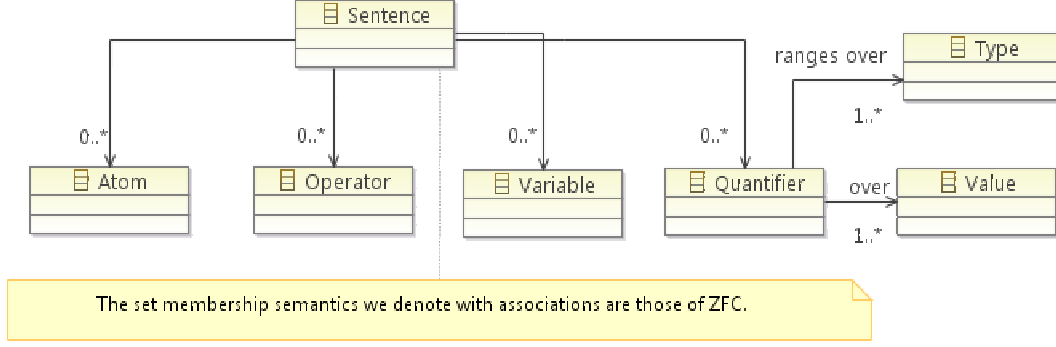 Sentence
ranges over
Type
1..*
0..*
0..*
0..*
0..*
Atom
Operator
Variable
Quantifier
over
Value
1..*
The set membership semantics we denote with associations are those of ZFC.